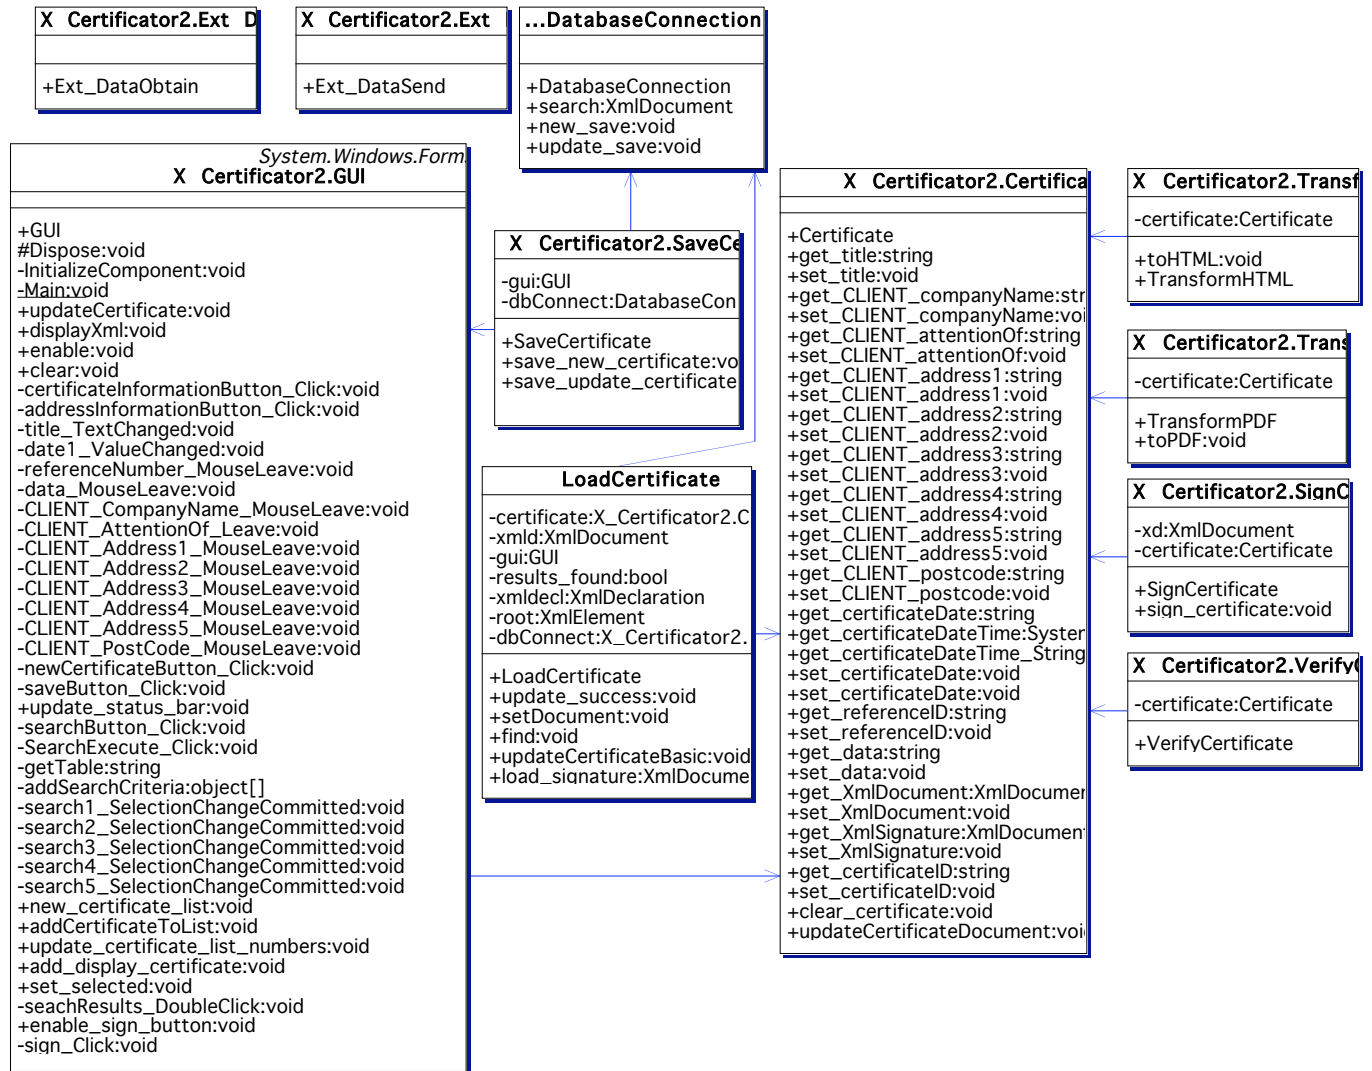 X Certificator2.Ext D
+Ext_DataObtain
X Certificator2.Ext
+Ext_DataSend
...DatabaseConnection
+DatabaseConnection
+search:XmlDocument
+new_save:void
+update_save:void
System.Windows.Form
X Certificator2.GUI
+GUI
#Dispose:void
-InitializeComponent:void
-Main:void
+updateCertificate:void
+displayXml:void
+enable:void
+clear:void
-certificateInformationButton_Click:void
-addressInformationButton_Click:void
-title_TextChanged:void
-date1_ValueChanged:void
-referenceNumber_MouseLeave:void
-data_MouseLeave:void
-CLIENT_CompanyName_MouseLeave:void
-CLIENT_AttentionOf_Leave:void
-CLIENT_Address1_MouseLeave:void
-CLIENT_Address2_MouseLeave:void
-CLIENT_Address3_MouseLeave:void
-CLIENT_Address4_MouseLeave:void
-CLIENT_Address5_MouseLeave:void
-CLIENT_PostCode_MouseLeave:void
-newCertificateButton_Click:void
-saveButton_Click:void
+update_status_bar:void
-searchButton_Click:void
-SearchExecute_Click:void
-getTable:string
-addSearchCriteria:object[]
-search1_SelectionChangeCommitted:void
-search2_SelectionChangeCommitted:void
-search3_SelectionChangeCommitted:void
-search4_SelectionChangeCommitted:void
-search5_SelectionChangeCommitted:void
+new_certificate_list:void
+addCertificateToList:void
+update_certificate_list_numbers:void
+add_display_certificate:void
+set_selected:void
-seachResults_DoubleClick:void
+enable_sign_button:void
-sign_Click:void
X Certificator2.SaveCe
-gui:GUI
-dbConnect:DatabaseCon
+SaveCertificate
+save_new_certificate:vo
+save_update_certificate
LoadCertificate
-certificate:X_Certificator2.C
-xmld:XmlDocument
-gui:GUI
-results_found:bool
-xmldecl:XmlDeclaration
-root:XmlElement
-dbConnect:X_Certificator2.
+LoadCertificate
+update_success:void
+setDocument:void
+find:void
+updateCertificateBasic:void
+load_signature:XmlDocume
X Certificator2.Certifica
+Certificate
+get_title:string
+set_title:void
+get_CLIENT_companyName:str
+set_CLIENT_companyName:voi
+get_CLIENT_attentionOf:string
+set_CLIENT_attentionOf:void
+get_CLIENT_address1:string
+set_CLIENT_address1:void
+get_CLIENT_address2:string
+set_CLIENT_address2:void
+get_CLIENT_address3:string
+set_CLIENT_address3:void
+get_CLIENT_address4:string
+set_CLIENT_address4:void
+get_CLIENT_address5:string
+set_CLIENT_address5:void
+get_CLIENT_postcode:string
+set_CLIENT_postcode:void
+get_certificateDate:string
+get_certificateDateTime:System
+get_certificateDateTime_String
+set_certificateDate:void
+set_certificateDate:void
+get_referenceID:string
+set_referenceID:void
+get_data:string
+set_data:void
+get_XmlDocument:XmlDocumer
+set_XmlDocument:void
+get_XmlSignature:XmlDocument
+set_XmlSignature:void
+get_certificateID:string
+set_certificateID:void
+clear_certificate:void
+updateCertificateDocument:voi
X Certificator2.Transf
-certificate:Certificate
+toHTML:void
+TransformHTML
X Certificator2.Trans
-certificate:Certificate
+TransformPDF
+toPDF:void
X Certificator2.SignC
-xd:XmlDocument
-certificate:Certificate
+SignCertificate
+sign_certificate:void
X Certificator2.VerifyC
-certificate:Certificate
+VerifyCertificate